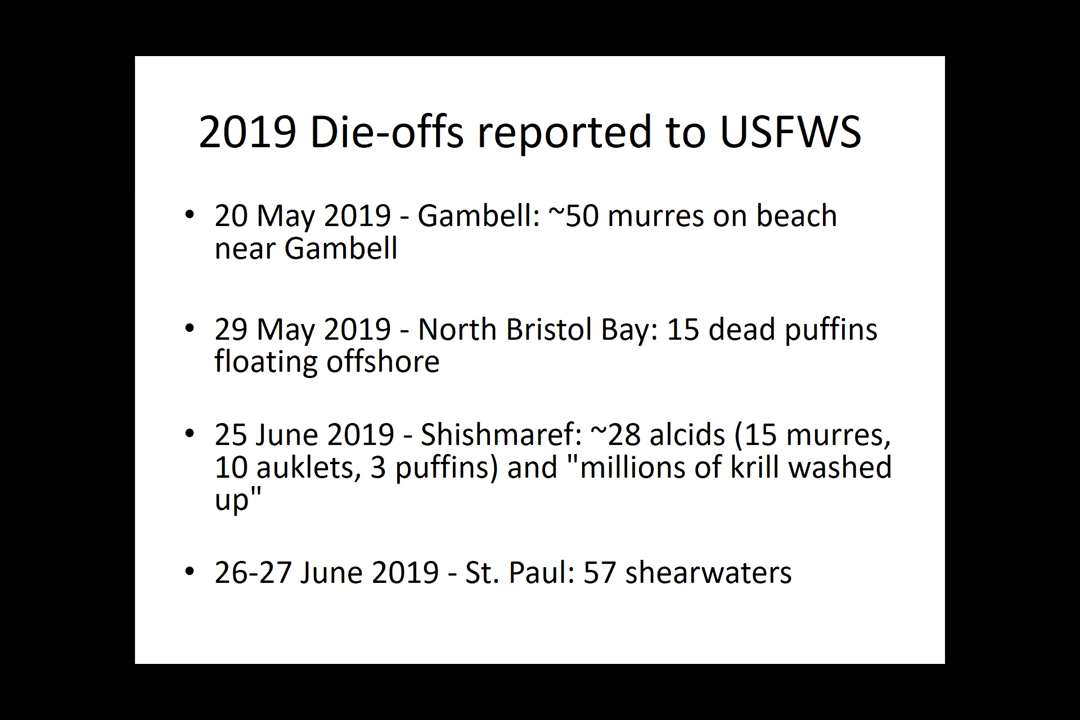 2019 Die-offs reported to USFWS
• 20 May 2019 - Gambell: ~50 murres on beach
near Gambell
• 29 May 2019 - North Bristol Bay: 15 dead puffins
floating offshore
• 25 June 2019 - Shishmaref: ~28 alcids (15 murres,
10 auklets, 3 puffins) and "millions of krill washed
up"
• 26-27 June 2019 - St. Paul: 57 shearwaters